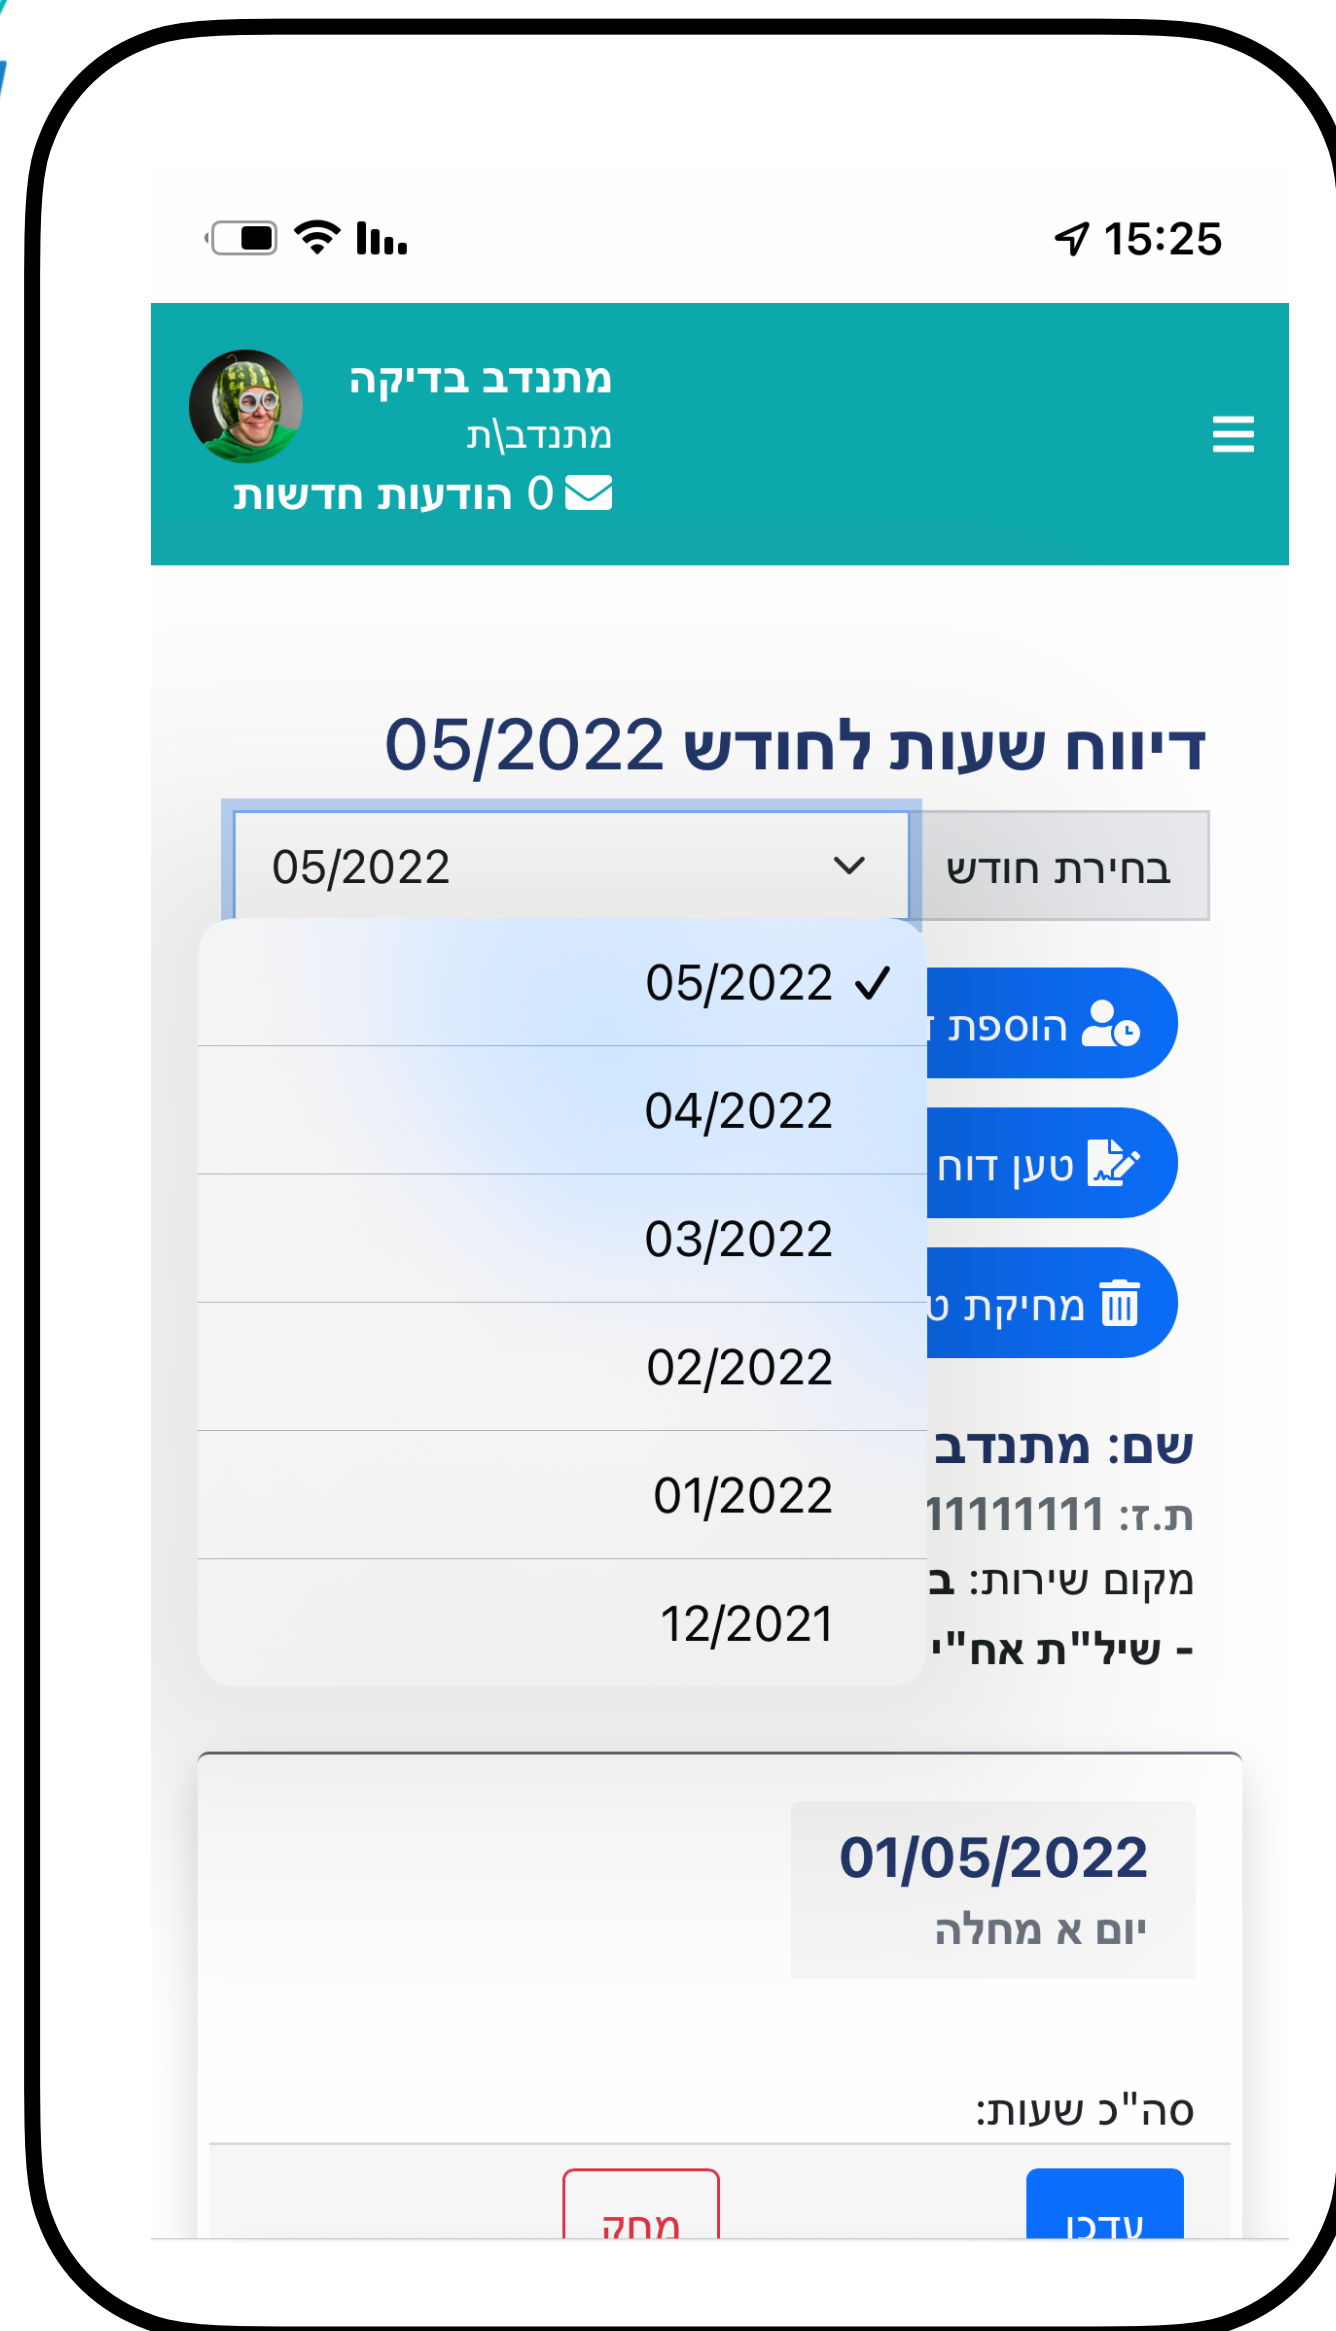 15:25
מתנדב בדיקה
מתנדב\ת
0 הודעות חדשות
דיווח שעות לחודש 05/2022
בחירת חודש
05/2022
05/2022
04/2022
03/2022
02/2022
01/2022
12/2021
הוספת
טען דוח
מחיקת
שם: מתנדב
ת.ז: 11111111
מקום שירות:
- שיל"ת אח"י
01/05/2022
יום א מחלה
סה"כ שעות:
עדכן
מחק